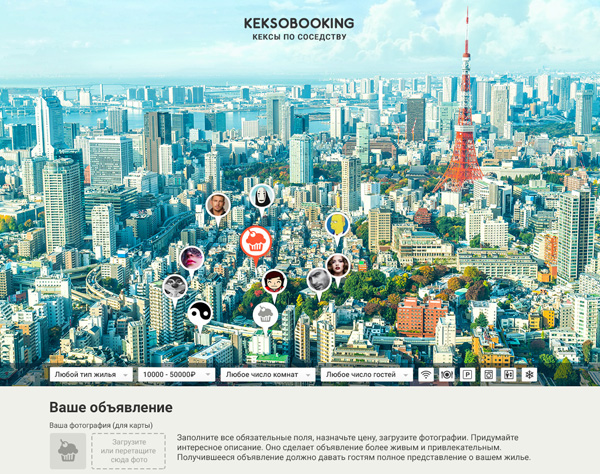 KEKSOBOOKING
КЕКСЫ ПО СОСЕДСТВУ
Любой тип жилья
10000 - 50000₽
Любое число комнат
Любое число гостей
P
Ваше объявление
Ваша фотография (для карты)
Загрузите
или перетащите
сюда фото
Заполните все обязательные поля, назначьте цену, загрузите фотографии. Придумайте
интересное описание. Оно сделает объявление более живым и привлекательным.
Получившееся объявление должно давать гостям полное представление о вашем жилье.